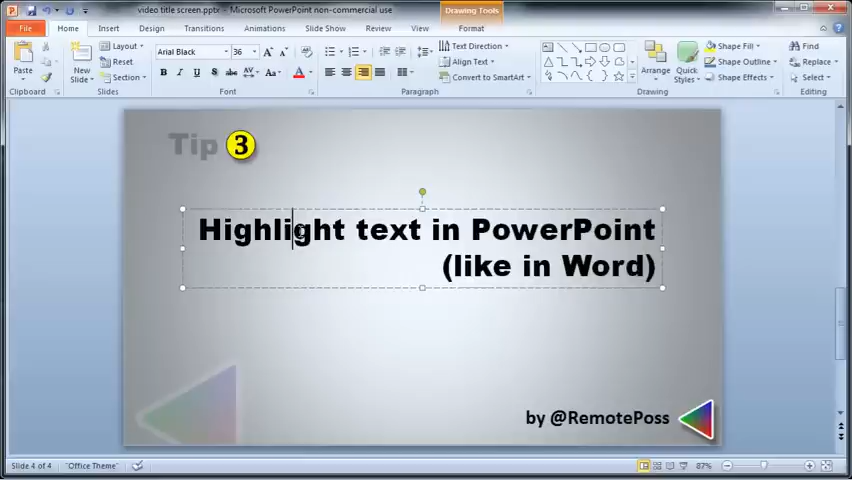 video title screen.pptx - Microsoft PowerPoint non-commercial use
Drawing Tools
File Home Insert Design Transitions Animations Slide Show Review View Format
Paste
Clipboard
New Slide
Layout
Reset
Section
Slides
Arial Black 36
B I U S abc AV Aa A
Font
Text Direction
Align Text
Convert to SmartArt
Paragraph
Arrange
Quick Styles
Shape Fill
Shape Outline
Shape Effects
Drawing
Find
Replace
Select
Editing
Tip 3
Highlight text in PowerPoint
(like in Word)
by @RemotePoss
Slide 4 of 4 "Office Theme" 87%